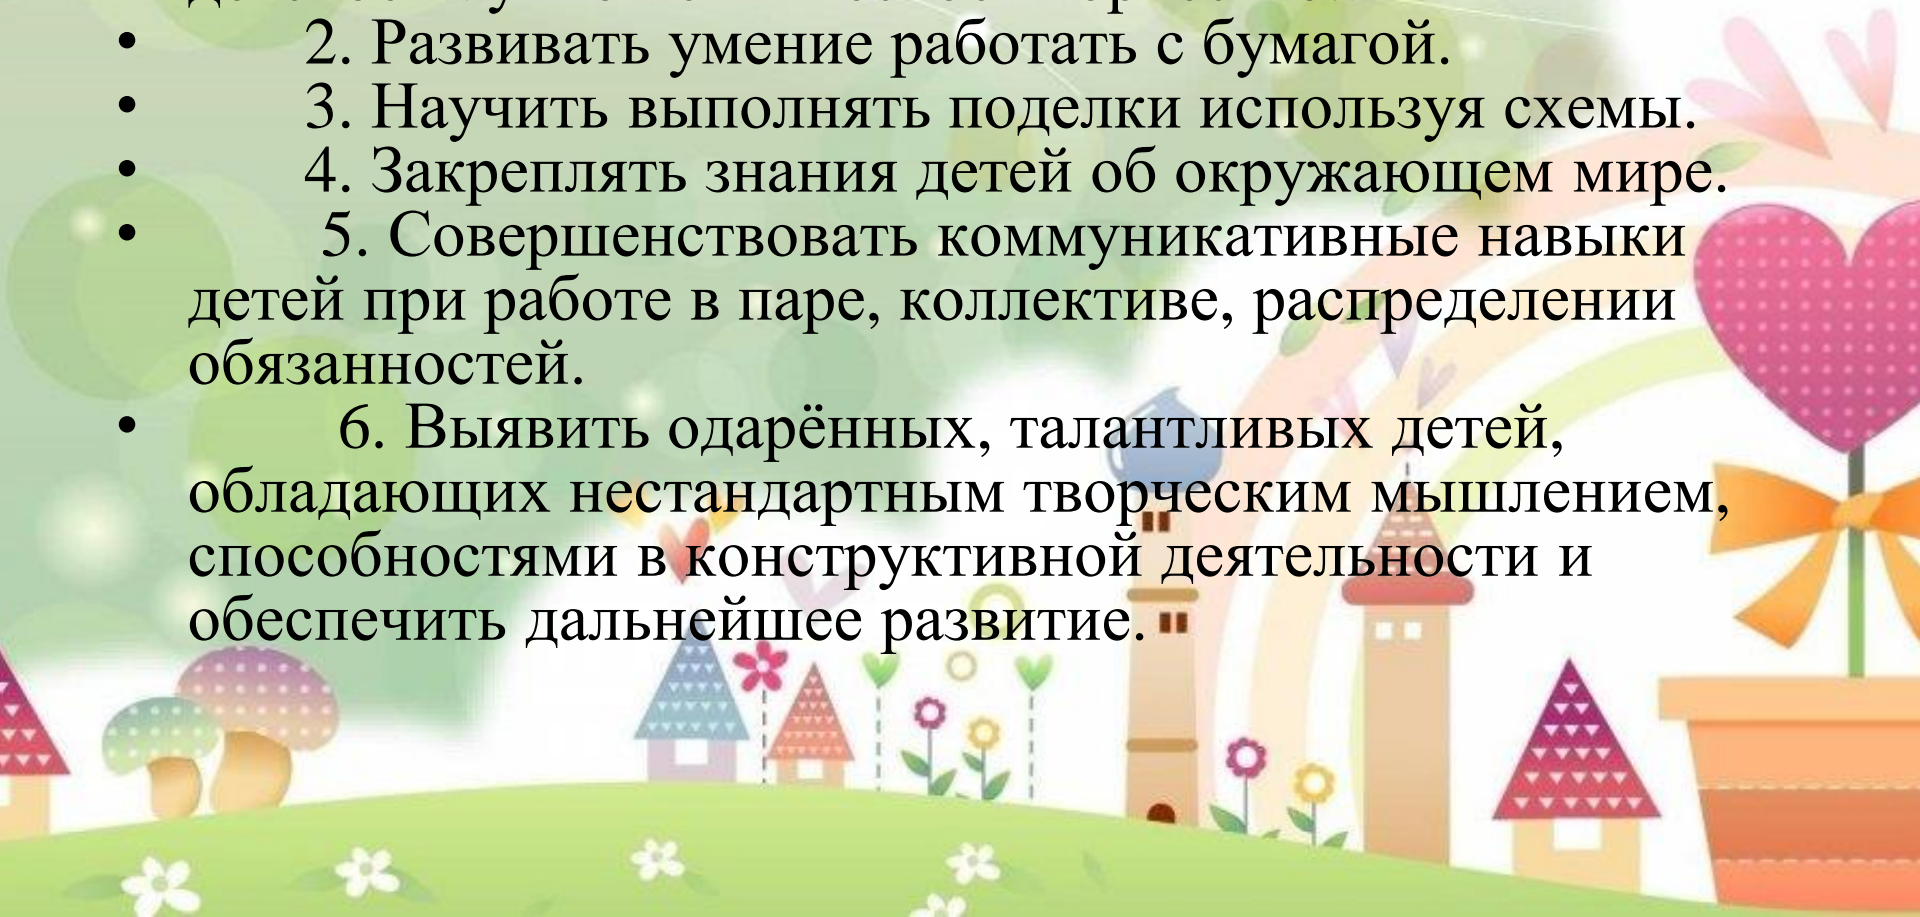 • 2. Развивать умение работать с бумагой.
• 3. Научить выполнять поделки используя схемы.
• 4. Закреплять знания детей об окружающем мире.
• 5. Совершенствовать коммуникативные навыки
детей при работе в паре, коллективе, распределении
обязанностей.
• 6. Выявить одарённых, талантливых детей,
обладающих нестандартным творческим мышлением,
способностями в конструктивной деятельности и
обеспечить дальнейшее развитие.